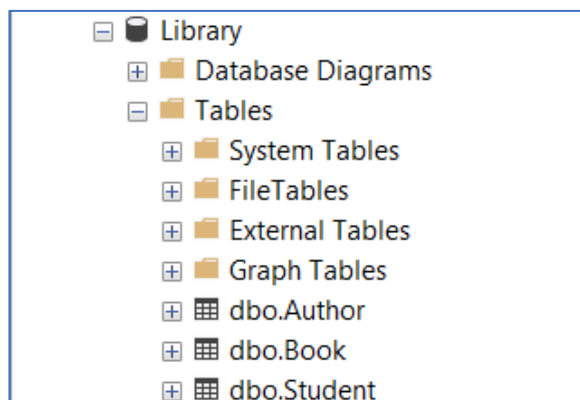 Library
Database Diagrams
Tables
System Tables
FileTables
External Tables
Graph Tables
dbo.Author
dbo.Book
dbo.Student